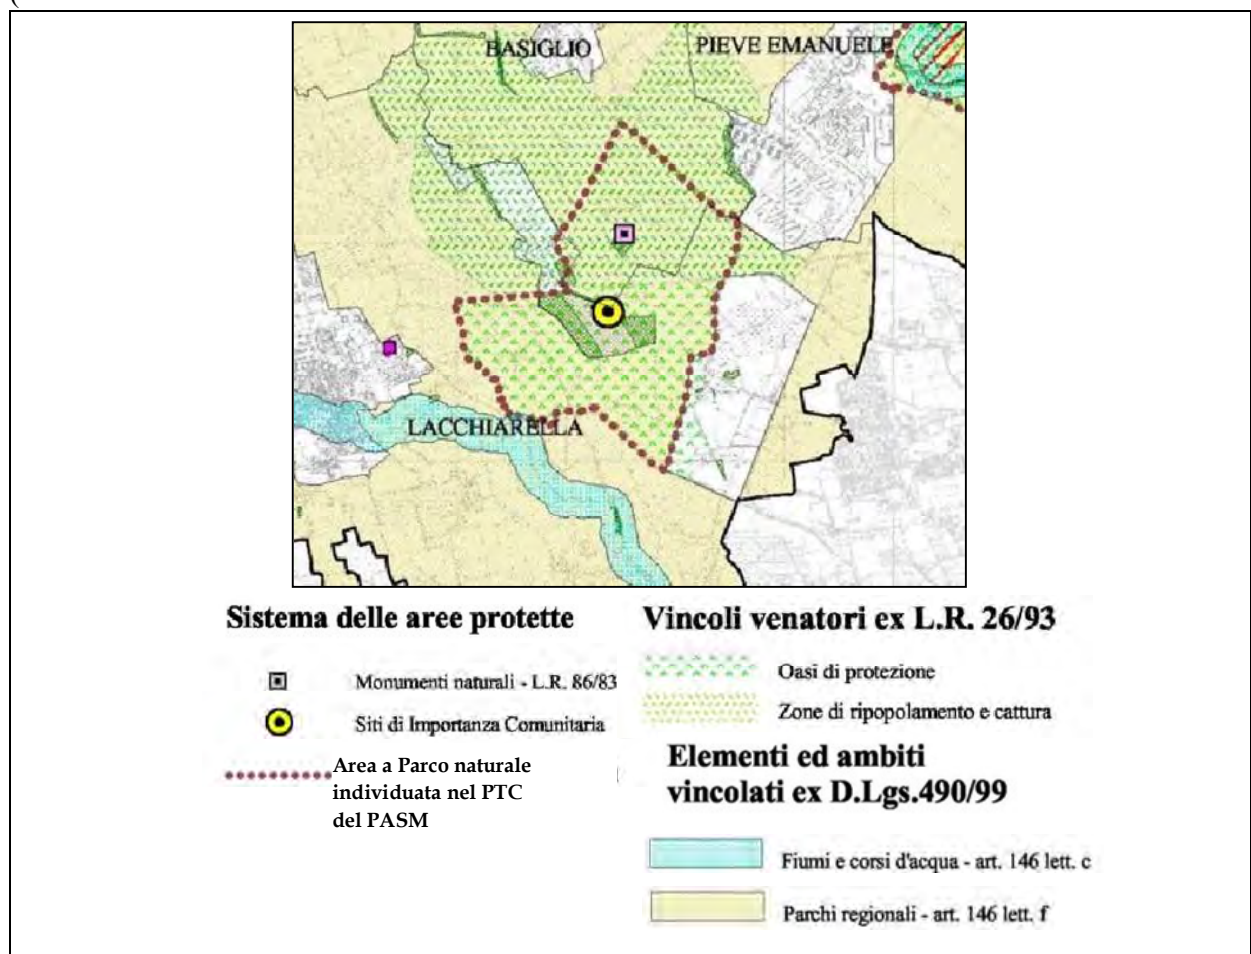 BASIGLIO
PIEVE EMANUELE
LACCHIARELLA
Sistema delle aree protette
Monumenti naturali - L.R. 86/83
Siti di Importanza Comunitaria
Area a Parco naturale
individuata nel PTC
del PASM
Vincoli venatori ex L.R. 26/93
Oasi di protezione
Zone di ripopolamento e cattura
Elementi ed ambiti
vincolati ex D.Lgs.490/99
Fiumi e corsi d'acqua - art. 146 lett. c
Parchi regionali - art. 146 lett. f